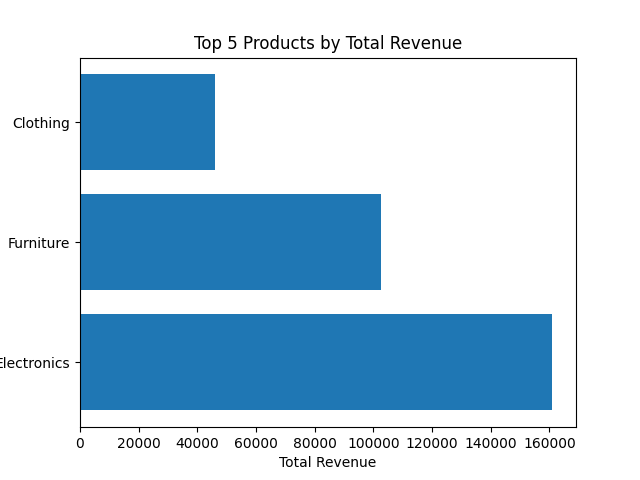 Top 5 Products by Total Revenue
Clothing
Furniture
Electronics
0 20000 40000 60000 80000 100000 120000 140000 160000
Total Revenue